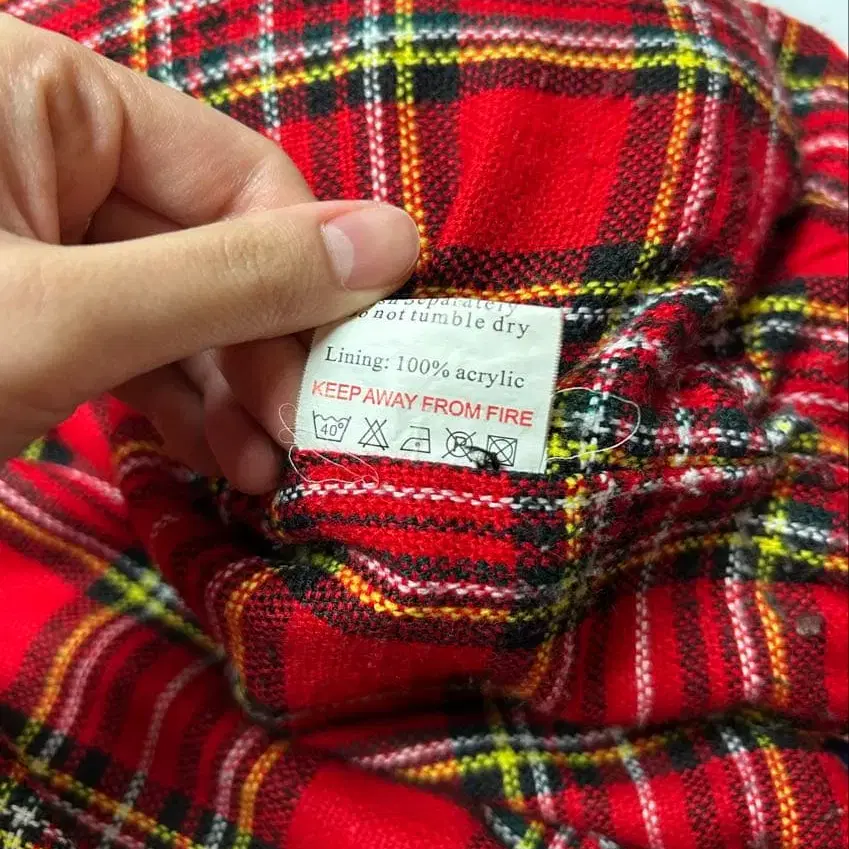 Separately
not tumble dry
Lining: 100% acrylic
KEEP AWAY FROM FIRE
40°
P